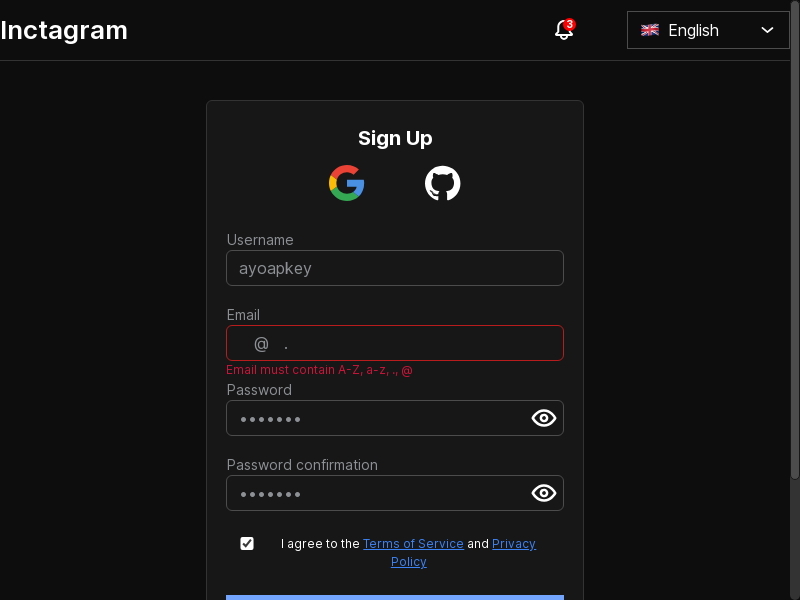 Inctagram
3
English
Sign Up
Username
ayoapkey
Email
@ .
Email must contain A-Z, a-z, ., @
Password
•••••••
Password confirmation
•••••••
I agree to the Terms of Service and Privacy
Policy